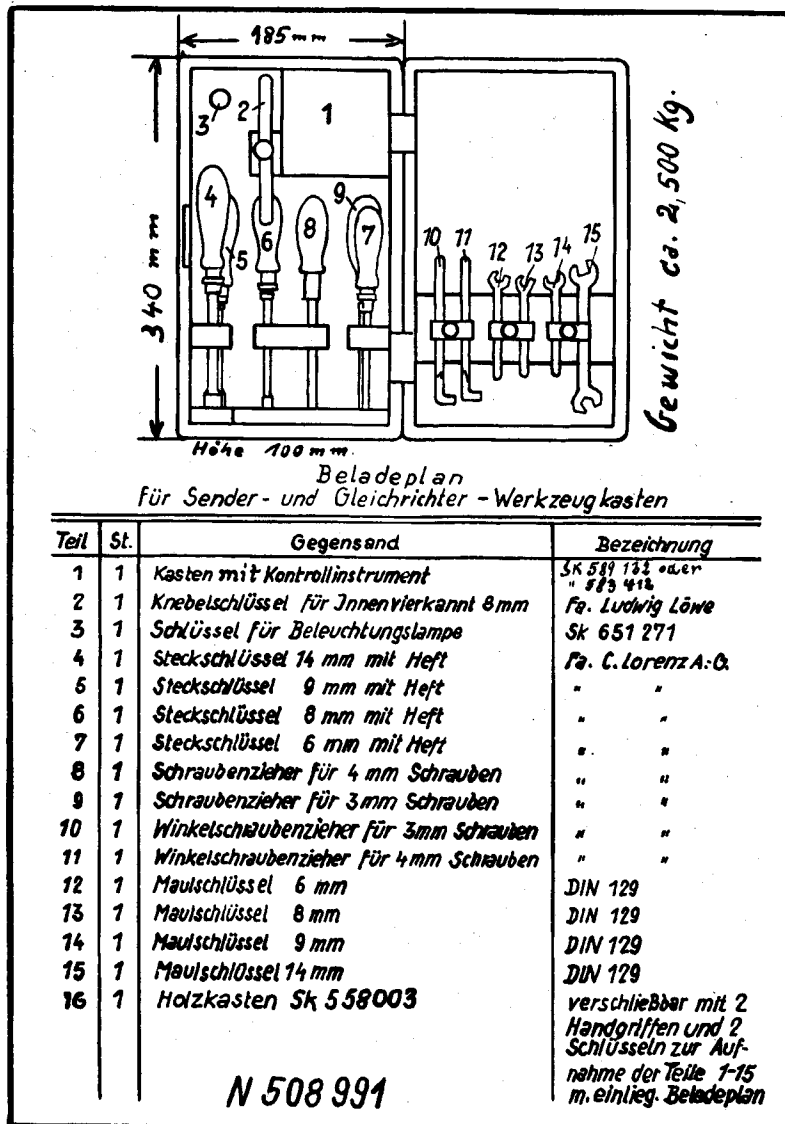 185 mm
340 mm
Gewicht ca. 2,500 Kg.
1
2
3
4
5
6
7
8
9
10 11 12 13 14 15
Höhe 100 mm.
Beladeplan
für Sender- und Gleichrichter-Werkzeugkasten
Teil St. Gegensand Bezeichnung
1 1 Kasten mit Kontrollinstrument SK 589 132 oder
" 583 412
2 1 Knebelschlüssel für Innenvierkannt 8mm Fa. Ludwig Löwe
3 1 Schlüssel für Beleuchtungslampe Sk 651 271
4 1 Steckschlüssel 14 mm mit Heft Fa. C. Lorenz A.-G.
5 1 Steckschlüssel 9 mm mit Heft " "
6 1 Steckschlüssel 8 mm mit Heft " "
7 1 Steckschlüssel 6 mm mit Heft " "
8 1 Schraubenzieher für 4 mm Schrauben " "
9 1 Schraubenzieher für 3 mm Schrauben " "
10 1 Winkelschraubenzieher für 3mm Schrauben " "
11 1 Winkelschraubenzieher für 4mm Schrauben " "
12 1 Maulschlüssel 6 mm DIN 129
13 1 Maulschlüssel 8 mm DIN 129
14 1 Maulschlüssel 9 mm DIN 129
15 1 Maulschlüssel 14 mm DIN 129
16 1 Holzkasten Sk 558003 verschließbar mit 2
Handgriffen und 2
Schlüsseln zur Auf-
nahme der Teile 1-15
m. einlieg. Beladeplan
N 508 991